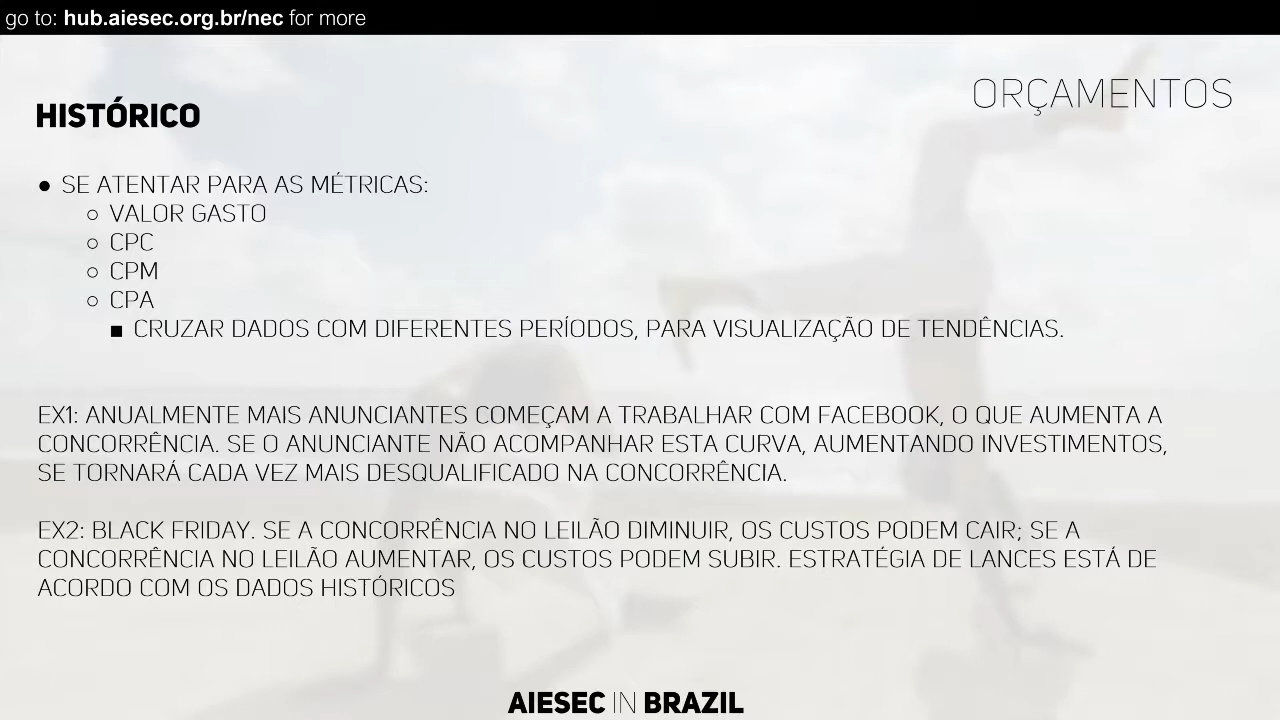 go to: hub.aiesec.org.br/nec for more
ORÇAMENTOS
HISTÓRICO
● SE ATENTAR PARA AS MÉTRICAS:
○ VALOR GASTO
○ CPC
○ CPM
○ CPA
■ CRUZAR DADOS COM DIFERENTES PERÍODOS, PARA VISUALIZAÇÃO DE TENDÊNCIAS.
EX1: ANUALMENTE MAIS ANUNCIANTES COMEÇAM A TRABALHAR COM FACEBOOK, O QUE AUMENTA A
CONCORRÊNCIA. SE O ANUNCIANTE NÃO ACOMPANHAR ESTA CURVA, AUMENTANDO INVESTIMENTOS,
SE TORNARÁ CADA VEZ MAIS DESQUALIFICADO NA CONCORRÊNCIA.
EX2: BLACK FRIDAY. SE A CONCORRÊNCIA NO LEILÃO DIMINUIR, OS CUSTOS PODEM CAIR; SE A
CONCORRÊNCIA NO LEILÃO AUMENTAR, OS CUSTOS PODEM SUBIR. ESTRATÉGIA DE LANCES ESTÁ DE
ACORDO COM OS DADOS HISTÓRICOS
AIESEC IN BRAZIL